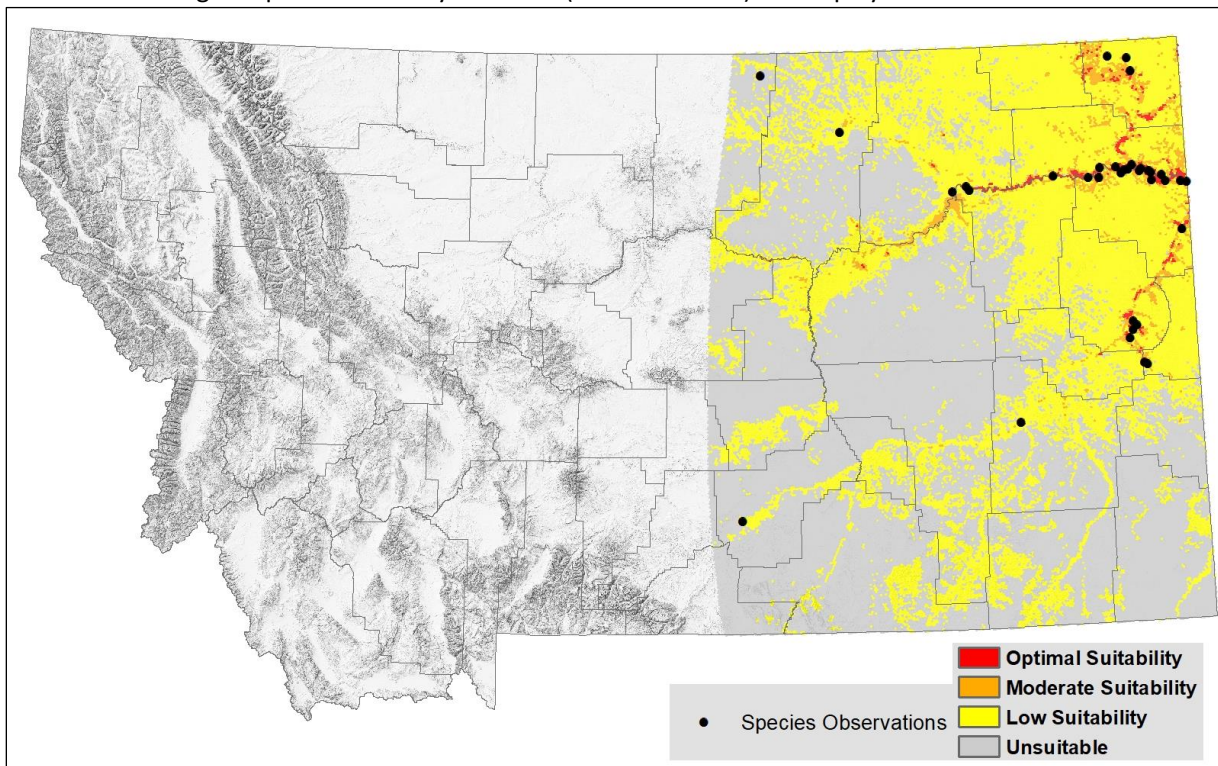 Species Observations
Optimal Suitability
Moderate Suitability
Low Suitability
Unsuitable